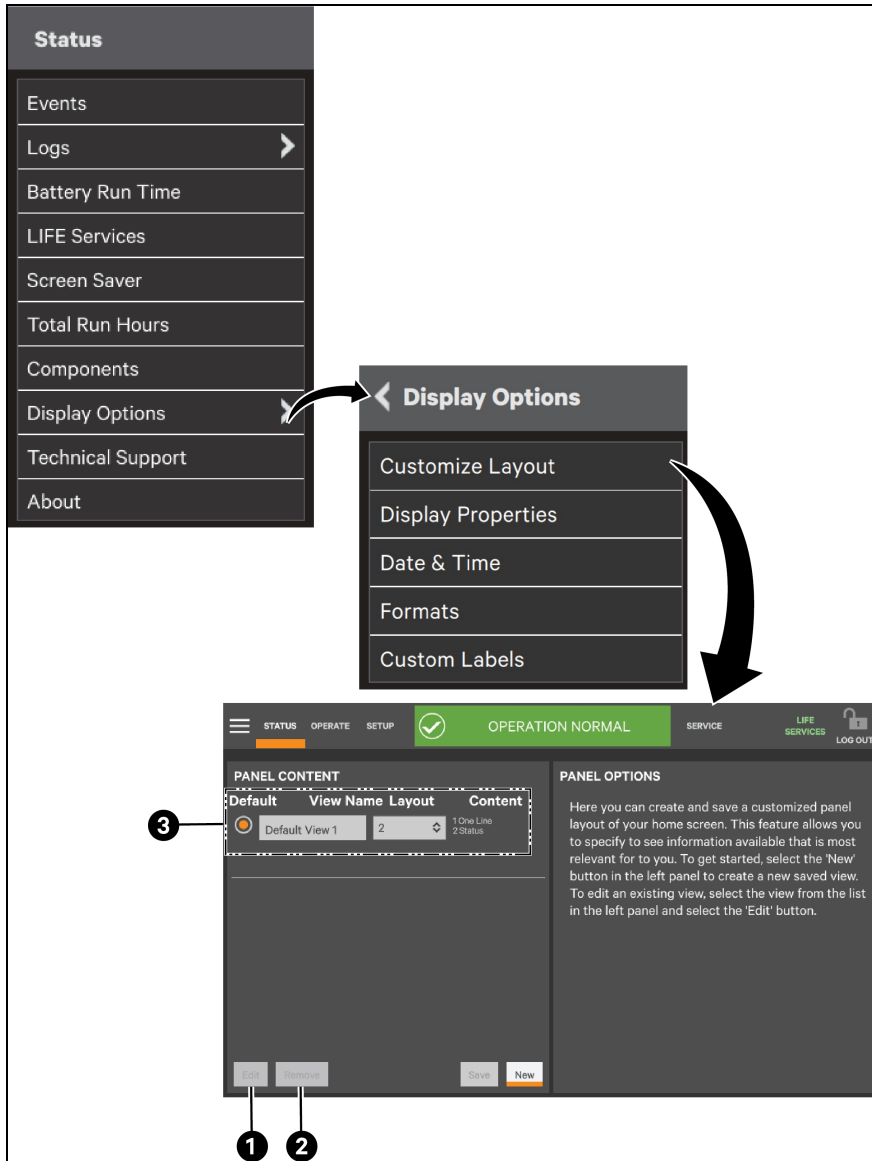 Status
Events
Logs
Battery Run Time
LIFE Services
Screen Saver
Total Run Hours
Components
Display Options
Technical Support
About
Display Options
Customize Layout
Display Properties
Date & Time
Formats
Custom Labels
STATUS OPERATE SETUP OPERATION NORMAL SERVICE LIFE SERVICES LOG OUT
PANEL CONTENT
Default View Name Layout Content
Default View 1 2 1 One Line
2 Status
3
PANEL OPTIONS
Here you can create and save a customized panel
layout of your home screen. This feature allows you
to specify to see information available that is most
relevant for to you. To get started, select the 'New'
button in the left panel to create a new saved view.
To edit an existing view, select the view from the list
in the left panel and select the 'Edit' button.
Edit Remove Save New
1 2